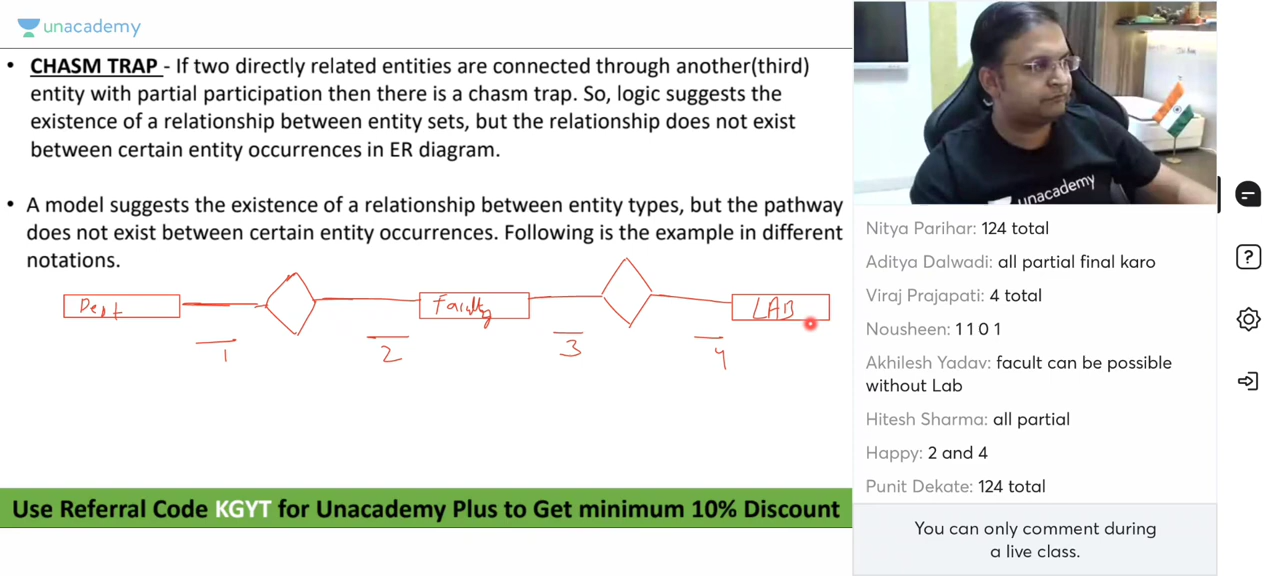 unacademy
• CHASM TRAP - If two directly related entities are connected through another(third)
entity with partial participation then there is a chasm trap. So, logic suggests the
existence of a relationship between entity sets, but the relationship does not exist
between certain entity occurrences in ER diagram.
• A model suggests the existence of a relationship between entity types, but the pathway
does not exist between certain entity occurrences. Following is the example in different
notations.
Dept
Faculty
LAB
1
2
3
4
Use Referral Code KGYT for Unacademy Plus to Get minimum 10% Discount
unacademy
Nitya Parihar: 124 total
Aditya Dalwadi: all partial final karo
Viraj Prajapati: 4 total
Nousheen: 1 1 0 1
Akhilesh Yadav: facult can be possible
without Lab
Hitesh Sharma: all partial
Happy: 2 and 4
Punit Dekate: 124 total
You can only comment during
a live class.
?